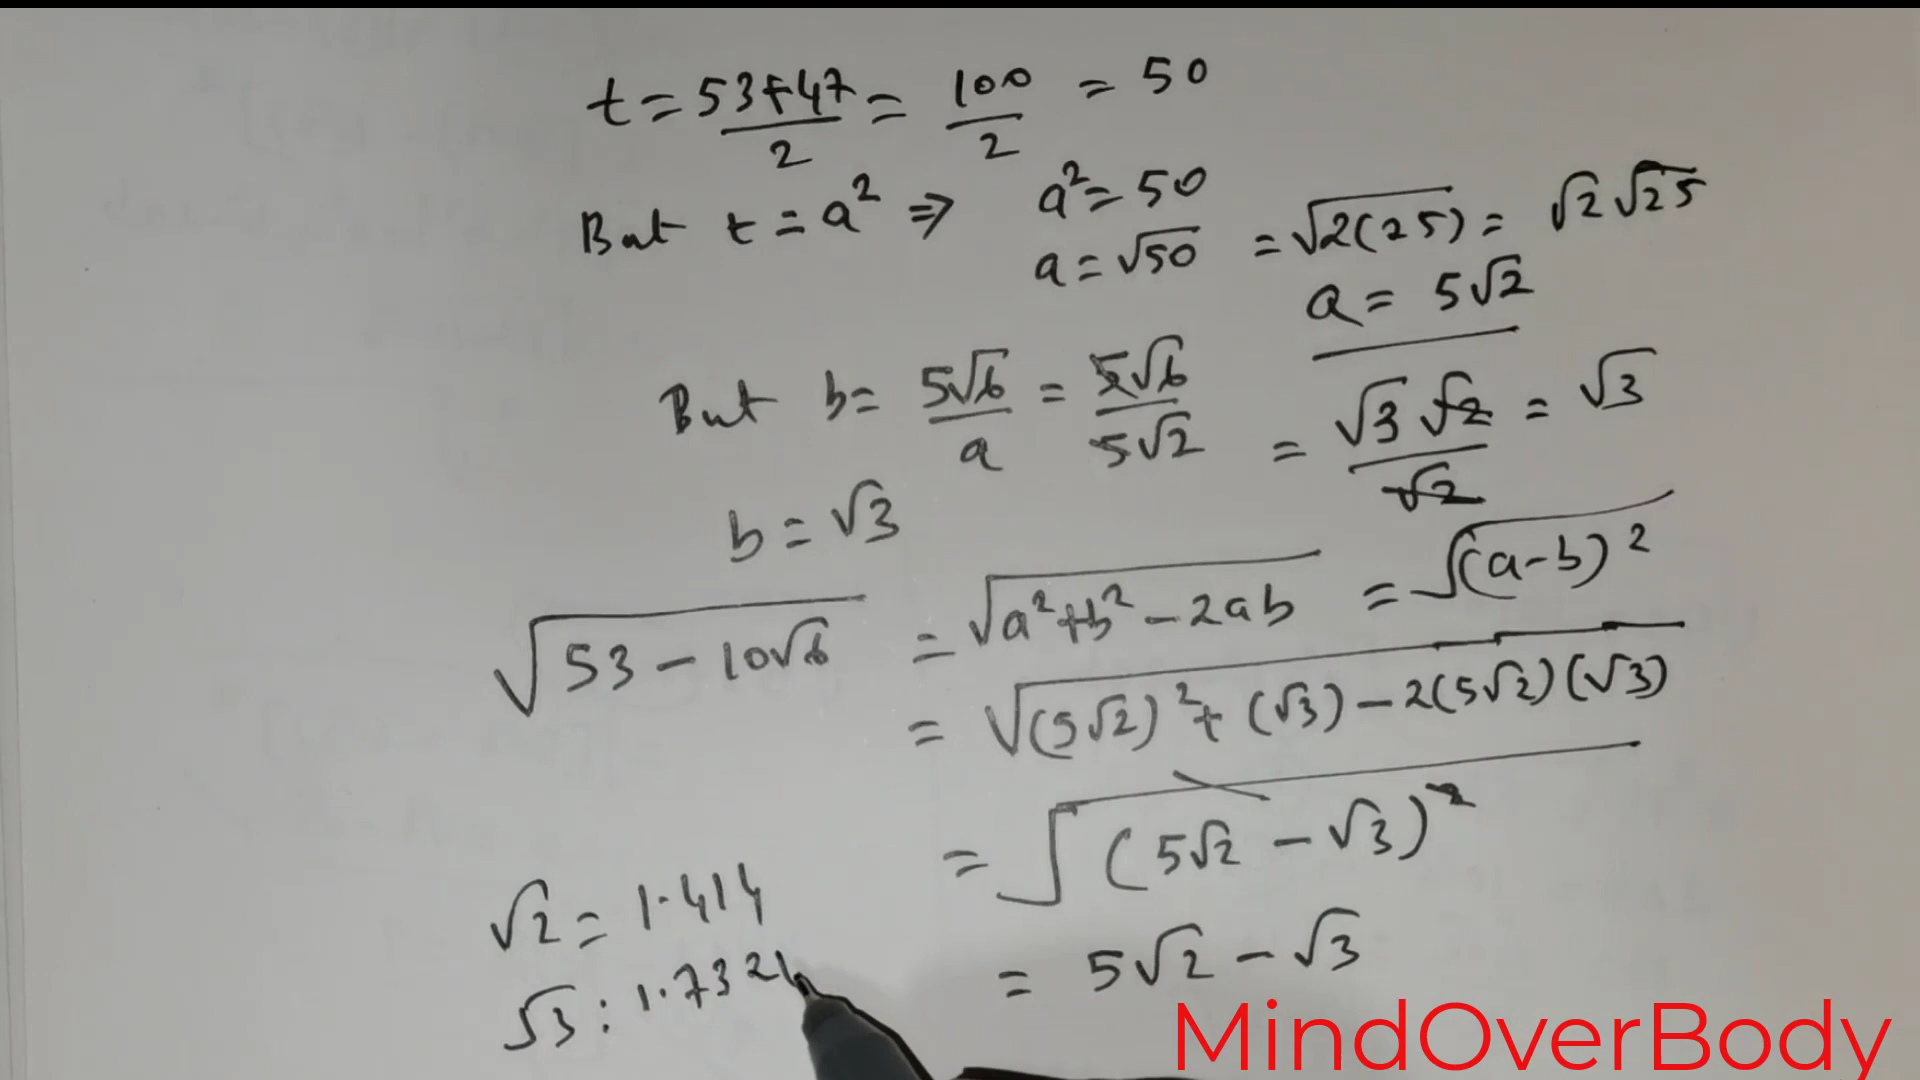 t = 53+47/2 = 100/2 = 50
But t = a² ⇒ a² = 50
a = √50 = √2(25) = √2 √25
a = 5√2
But b = 5√6/a = 5√6/5√2 = √3 √2/√2 = √3
b = √3
√53 – 10√6 = √a² + b² – 2ab = √(a – b)²
= √(5√2)² + (√3) – 2(5√2)(√3)
= √(5√2 – √3)²
= 5√2 – √3
√2 = 1.414
√3 : 1.732
MindOverBody